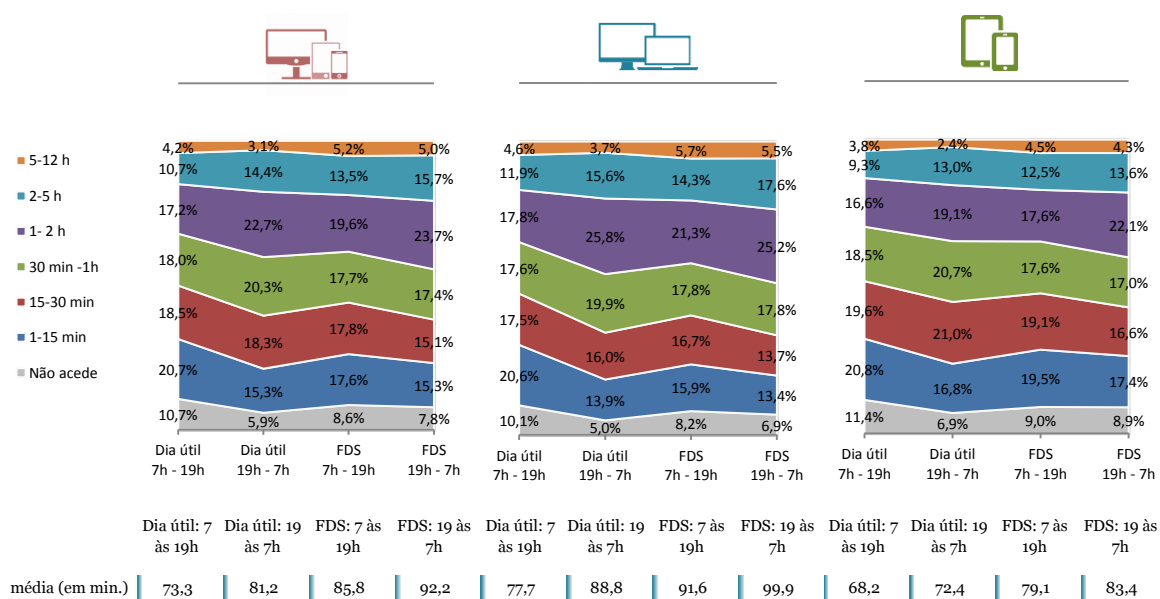 5-12 h
2-5 h
1- 2 h
30 min -1h
15-30 min
1-15 min
Não acede
4,2% 3,1% 5,2% 5,0%
10,7% 14,4% 13,5% 15,7%
17,2% 22,7% 19,6% 23,7%
18,0% 20,3% 17,7% 17,4%
18,5% 18,3% 17,8% 15,1%
20,7% 15,3% 17,6% 15,3%
10,7% 5,9% 8,6% 7,8%
Dia útil Dia útil FDS FDS
7h - 19h 19h - 7h 7h - 19h 19h - 7h
4,6% 3,7% 5,7% 5,5%
11,9% 15,6% 14,3% 17,6%
17,8% 25,8% 21,3% 25,2%
17,6% 19,9% 17,8% 17,8%
17,5% 16,0% 16,7% 13,7%
20,6% 13,9% 15,9% 13,4%
10,1% 5,0% 8,2% 6,9%
Dia útil Dia útil FDS FDS
7h - 19h 19h - 7h 7h - 19h 19h - 7h
3,8% 2,4% 4,5% 4,3%
9,3% 13,0% 12,5% 13,6%
16,6% 19,1% 17,6% 22,1%
18,5% 20,7% 17,6% 17,0%
19,6% 21,0% 19,1% 16,6%
20,8% 16,8% 19,5% 17,4%
11,4% 6,9% 9,0% 8,9%
Dia útil Dia útil FDS FDS
7h - 19h 19h - 7h 7h - 19h 19h - 7h
Dia útil: 7 Dia útil: 19 FDS: 7 às FDS: 19 às Dia útil: 7 Dia útil: 19 FDS: 7 às FDS: 19 às Dia útil: 7 Dia útil: 19 FDS: 7 às FDS: 19 às
às 19h às 7h 19h 7h às 19h às 7h 19h 7h às 19h às 7h 19h 7h
média (em min.) 73,3 81,2 85,8 92,2 77,7 88,8 91,6 99,9 68,2 72,4 79,1 83,4